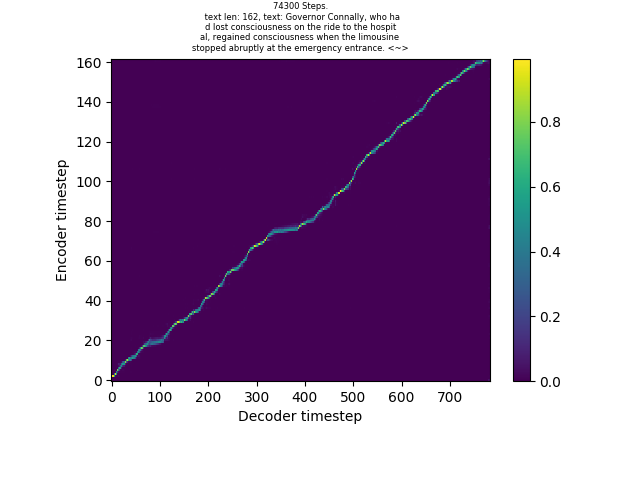 74300 Steps.
text len: 162, text: Governor Connally, who ha
d lost consciousness on the ride to the hospit
al, regained consciousness when the limousine
stopped abruptly at the emergency entrance. <~>
160
140
120
100
80
60
40
20
0
Encoder timestep
0 100 200 300 400 500 600 700
Decoder timestep
0.8
0.6
0.4
0.2
0.0